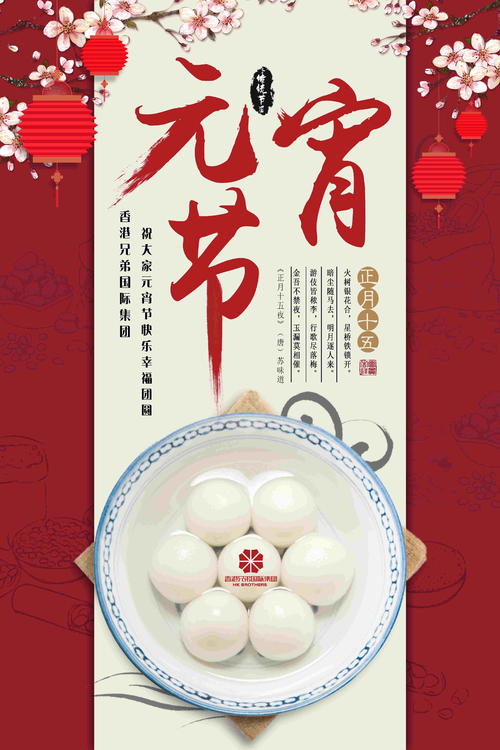 元宵节
传统节日
正月十五
火树银花合，星桥铁锁开。
暗尘随马去，明月逐人来。
游伎皆秾李，行歌尽落梅。
金吾不禁夜，玉漏莫相催。
《正月十五夜》（唐）苏味道
祝大家元宵节快乐幸福团圆
香港兄弟国际集团
香港兄弟国际集团
HK BROTHERS